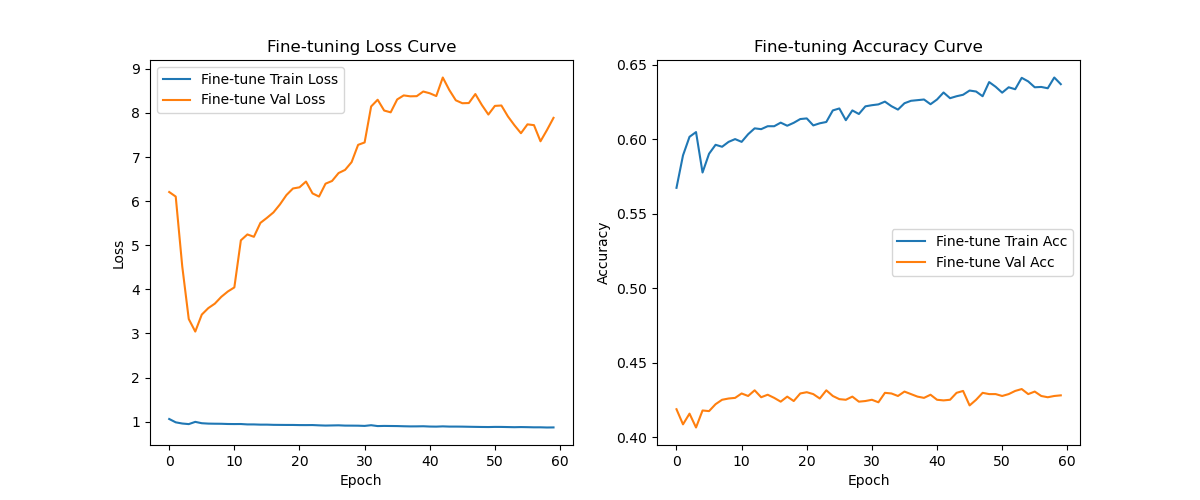 Fine-tuning Loss Curve
Fine-tune Train Loss
Fine-tune Val Loss
9
8
7
6
5
4
3
2
1
Loss
0 10 20 30 40 50 60
Epoch
Fine-tuning Accuracy Curve
0.65
0.60
0.55
0.50
0.45
0.40
Accuracy
Fine-tune Train Acc
Fine-tune Val Acc
0 10 20 30 40 50 60
Epoch